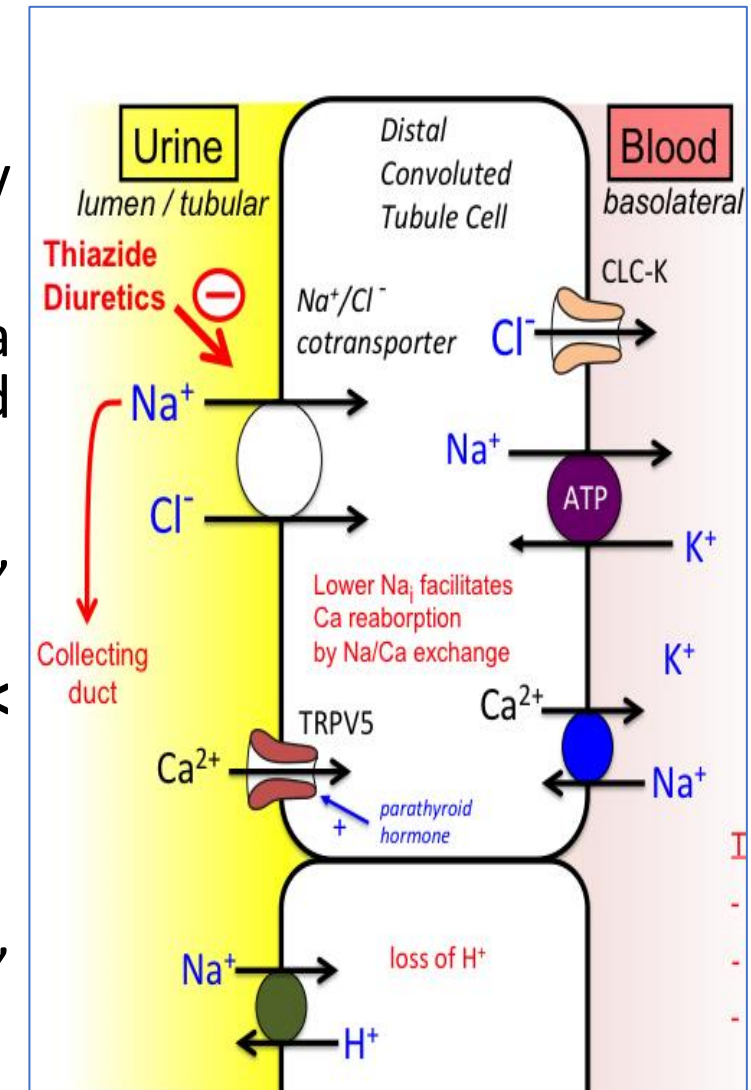 Urine
lumen / tubular
Distal
Convoluted
Tubule Cell
Blood
basolateral
Thiazide
Diuretics
Na⁺/Cl⁻
cotransporter
CLC-K
Cl⁻
Na⁺
Cl⁻
Na⁺
ATP
K⁺
Lower Naᵢ facilitates
Ca reaborption
by Na/Ca exchange
K⁺
Collecting
duct
TRPV5
Ca²⁺
Ca²⁺
Na⁺
parathyroid
hormone
+
loss of H⁺
Na⁺
H⁺